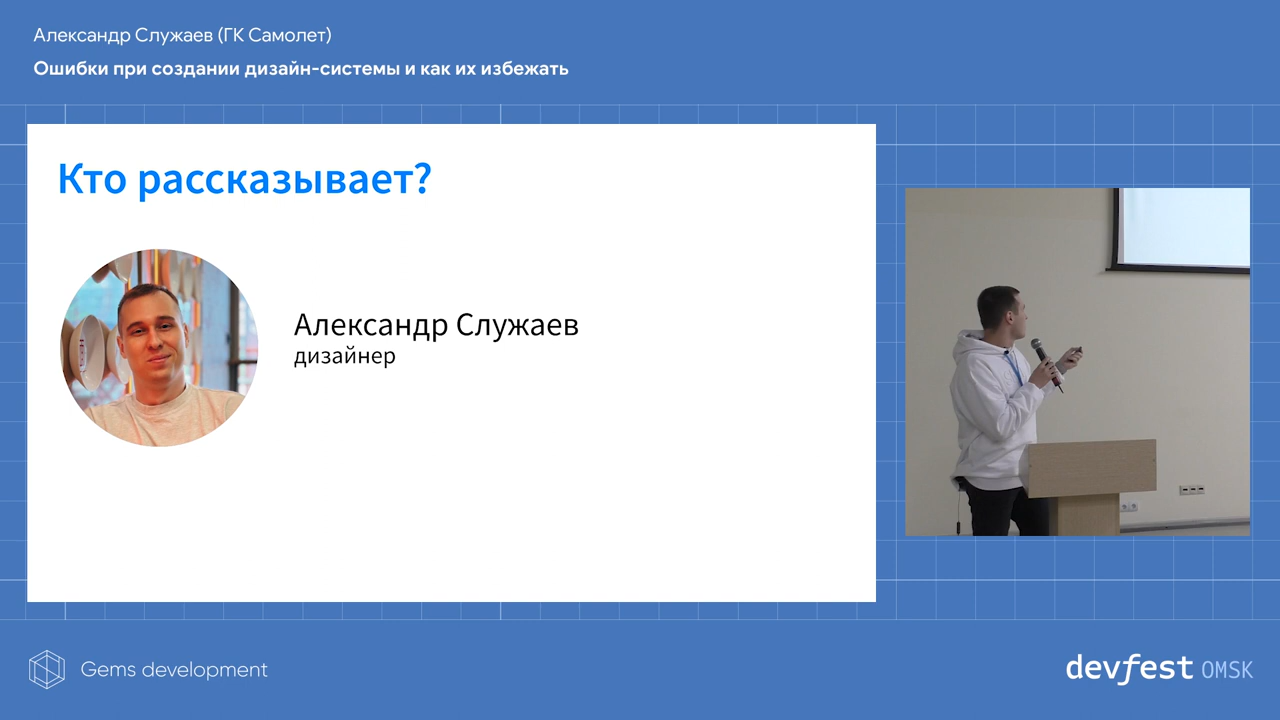 Александр Служаев (ГК Самолет)
Ошибки при создании дизайн-системы и как их избежать
Кто рассказывает?
Александр Служаев
дизайнер
Gems development
devfest OMSK